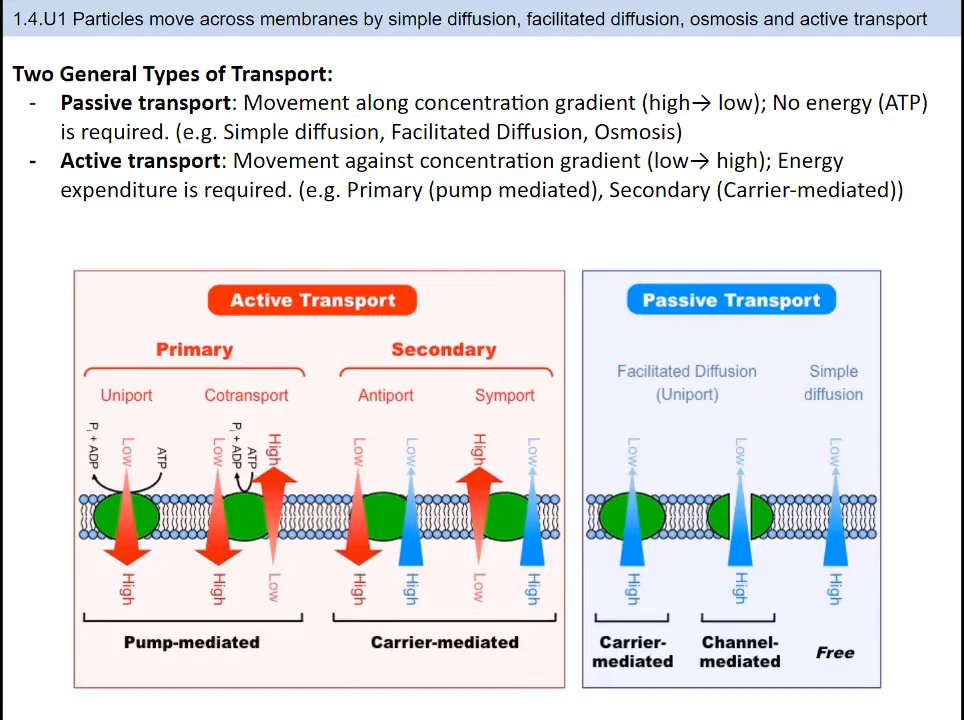 1.4.U1 Particles move across membranes by simple diffusion, facilitated diffusion, osmosis and active transport
Two General Types of Transport:
- Passive transport: Movement along concentration gradient (high→ low); No energy (ATP)
is required. (e.g. Simple diffusion, Facilitated Diffusion, Osmosis)
- Active transport: Movement against concentration gradient (low→ high); Energy
expenditure is required. (e.g. Primary (pump mediated), Secondary (Carrier-mediated))
Active Transport
Primary
Secondary
Uniport
Cotransport
Antiport
Symport
Pi + ADP
Low
ATP
Low
Pi + ADP
ATP
High
Low
Low
High
Low
High
High
Low
High
High
Low
High
Pump-mediated
Carrier-mediated
Passive Transport
Facilitated Diffusion
(Uniport)
Simple
diffusion
Low
Low
Low
High
High
High
Carrier-
mediated
Channel-
mediated
Free